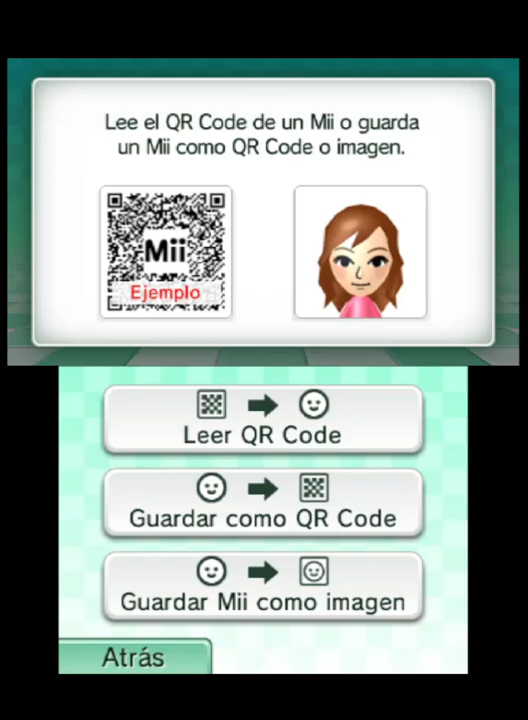 Lee el QR Code de un Mii o guarda
un Mii como QR Code o imagen.
Mii
Ejemplo
Leer QR Code
Guardar como QR Code
Guardar Mii como imagen
Atrás